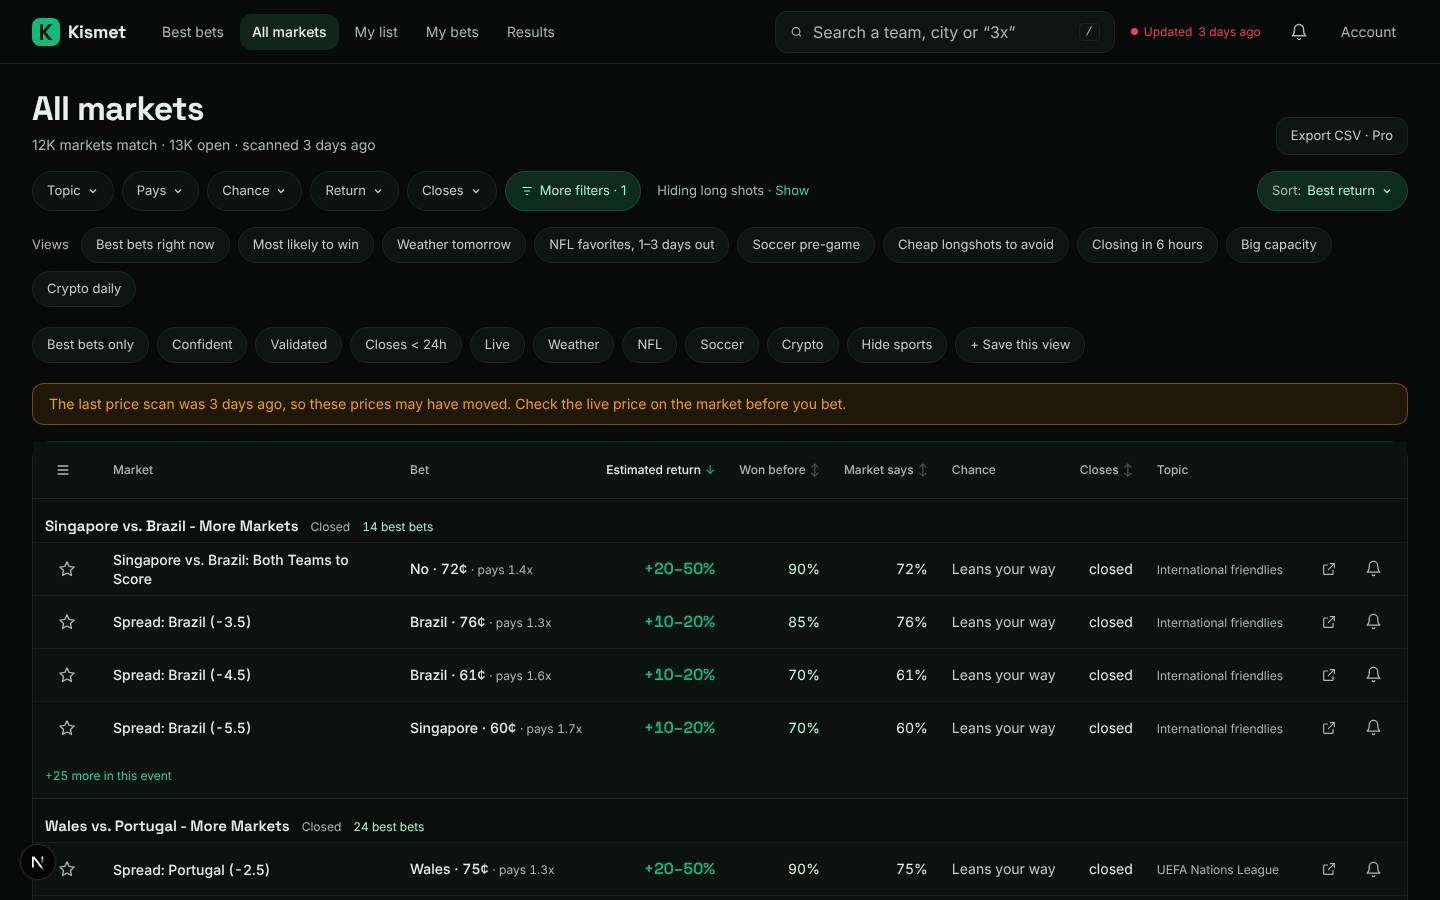 K Kismet Best bets All markets My list My bets Results Search a team, city or “3x” / Updated 3 days ago Account
All markets
12K markets match · 13K open · scanned 3 days ago
Export CSV · Pro
Topic Pays Chance Return Closes More filters · 1 Hiding long shots · Show Sort: Best return
Views Best bets right now Most likely to win Weather tomorrow NFL favorites, 1–3 days out Soccer pre-game Cheap longshots to avoid Closing in 6 hours Big capacity
Crypto daily
Best bets only Confident Validated Closes < 24h Live Weather NFL Soccer Crypto Hide sports + Save this view
The last price scan was 3 days ago, so these prices may have moved. Check the live price on the market before you bet.
Market Bet Estimated return ↓ Won before Market says Chance Closes Topic
Singapore vs. Brazil - More Markets Closed 14 best bets
Singapore vs. Brazil: Both Teams to
Score
No · 72¢ · pays 1.4x +20–50% 90% 72% Leans your way closed International friendlies
Spread: Brazil (-3.5) Brazil · 76¢ · pays 1.3x +10–20% 85% 76% Leans your way closed International friendlies
Spread: Brazil (-4.5) Brazil · 61¢ · pays 1.6x +10–20% 70% 61% Leans your way closed International friendlies
Spread: Brazil (-5.5) Singapore · 60¢ · pays 1.7x +10–20% 70% 60% Leans your way closed International friendlies
+25 more in this event
Wales vs. Portugal - More Markets Closed 24 best bets
N
Spread: Portugal (-2.5) Wales · 75¢ · pays 1.3x +20–50% 90% 75% Leans your way closed UEFA Nations League